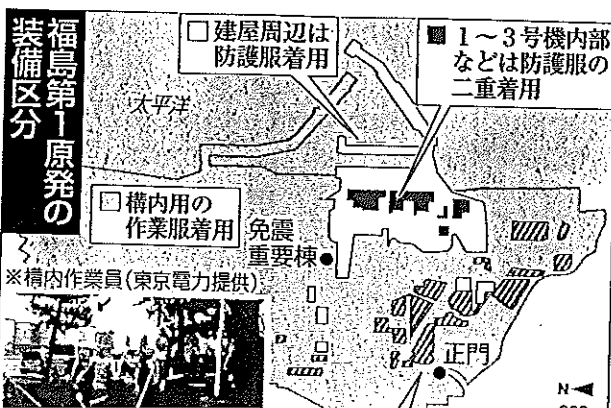 福島第1原発の
装備区分
□建屋周辺は
防護服着用
■1〜3号機内部
などは防護服の
二重着用
太平洋
□構内用の
作業服着用
免震
重要棟
※構内作業員(東京電力提供)
正門
N